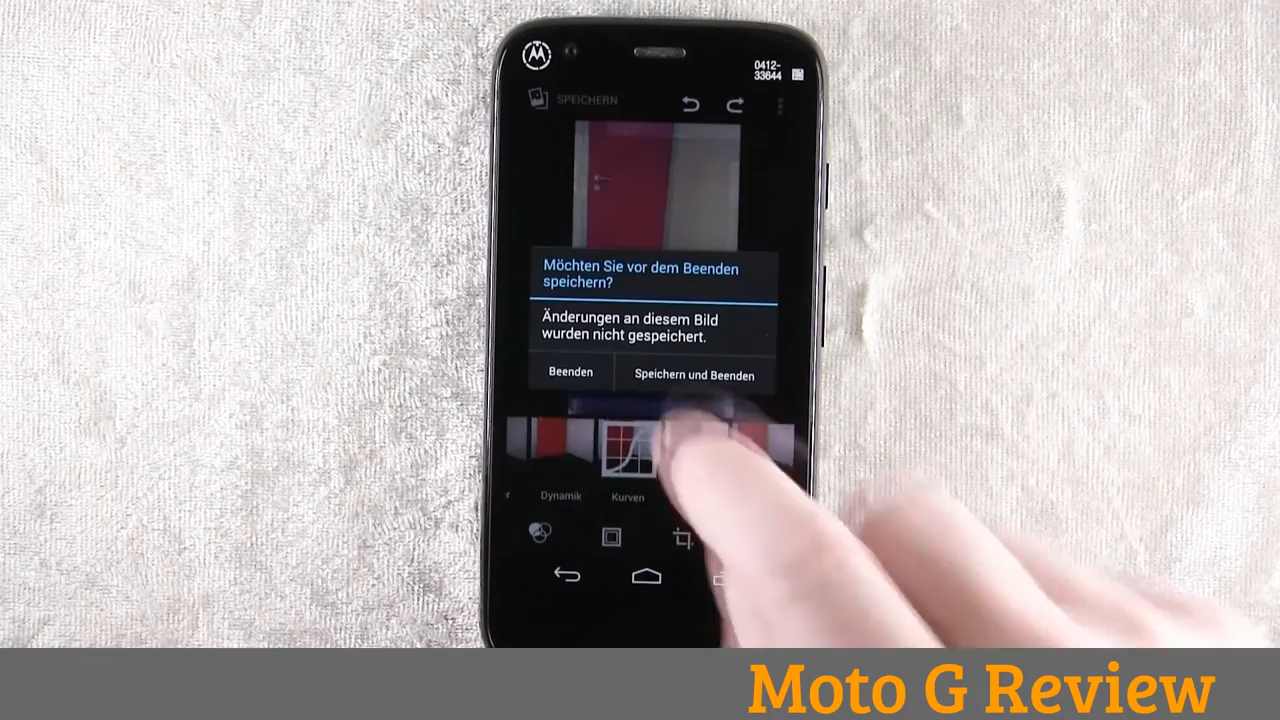 0412-
33644
SPEICHERN
Möchten Sie vor dem Beenden
speichern?
Änderungen an diesem Bild
wurden nicht gespeichert.
Beenden
Speichern und Beenden
r Dynamik Kurven
Moto G Review